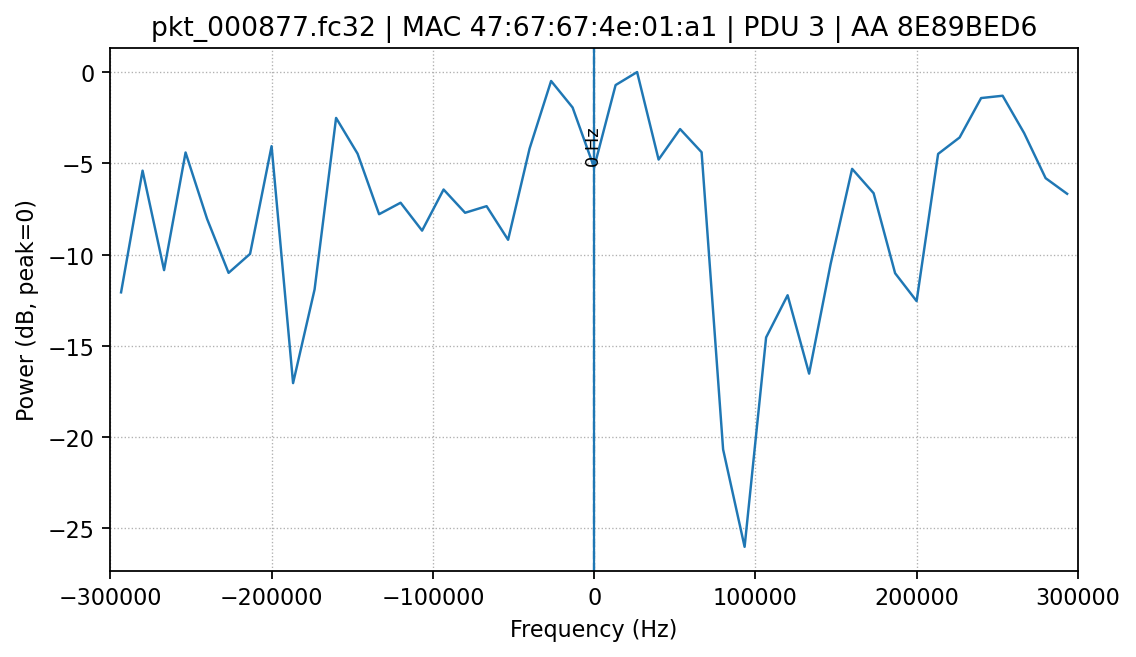 pkt_000877.fc32 | MAC 47:67:67:4e:01:a1 | PDU 3 | AA 8E89BED6
Power (dB, peak=0)
0
−5
−10
−15
−20
−25
0 Hz
−300000 −200000 −100000 0 100000 200000 300000
Frequency (Hz)